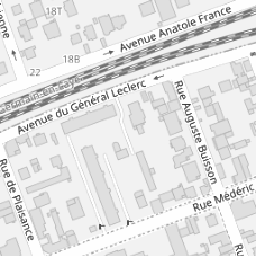 18T
Avenue Anatole France
22
18B
Avenue du Général Leclerc
Rue Auguste Buisson
Rue de Plaisance
Rue Médéric